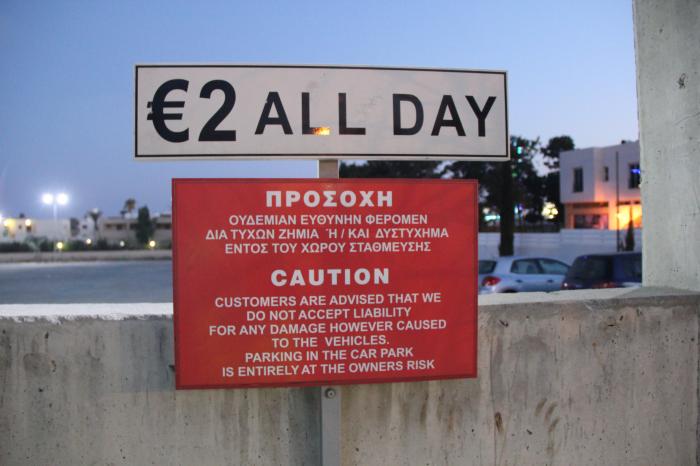 €2 ALL DAY
ΠΡΟΣΟΧΗ
ΟΥΔΕΜΙΑΝ ΕΥΘΥΝΗΝ ΦΕΡΟΜΕΝ
ΔΙΑ ΤΥΧΩΝ ΖΗΜΙΑ Ή / ΚΑΙ ΔΥΣΤΥΧΗΜΑ
ΕΝΤΟΣ ΤΟΥ ΧΩΡΟΥ ΣΤΑΘΜΕΥΣΗΣ
CAUTION
CUSTOMERS ARE ADVISED THAT WE
DO NOT ACCEPT LIABILITY
FOR ANY DAMAGE HOWEVER CAUSED
TO THE VEHICLES.
PARKING IN THE CAR PARK
IS ENTIRELY AT THE OWNERS RISK